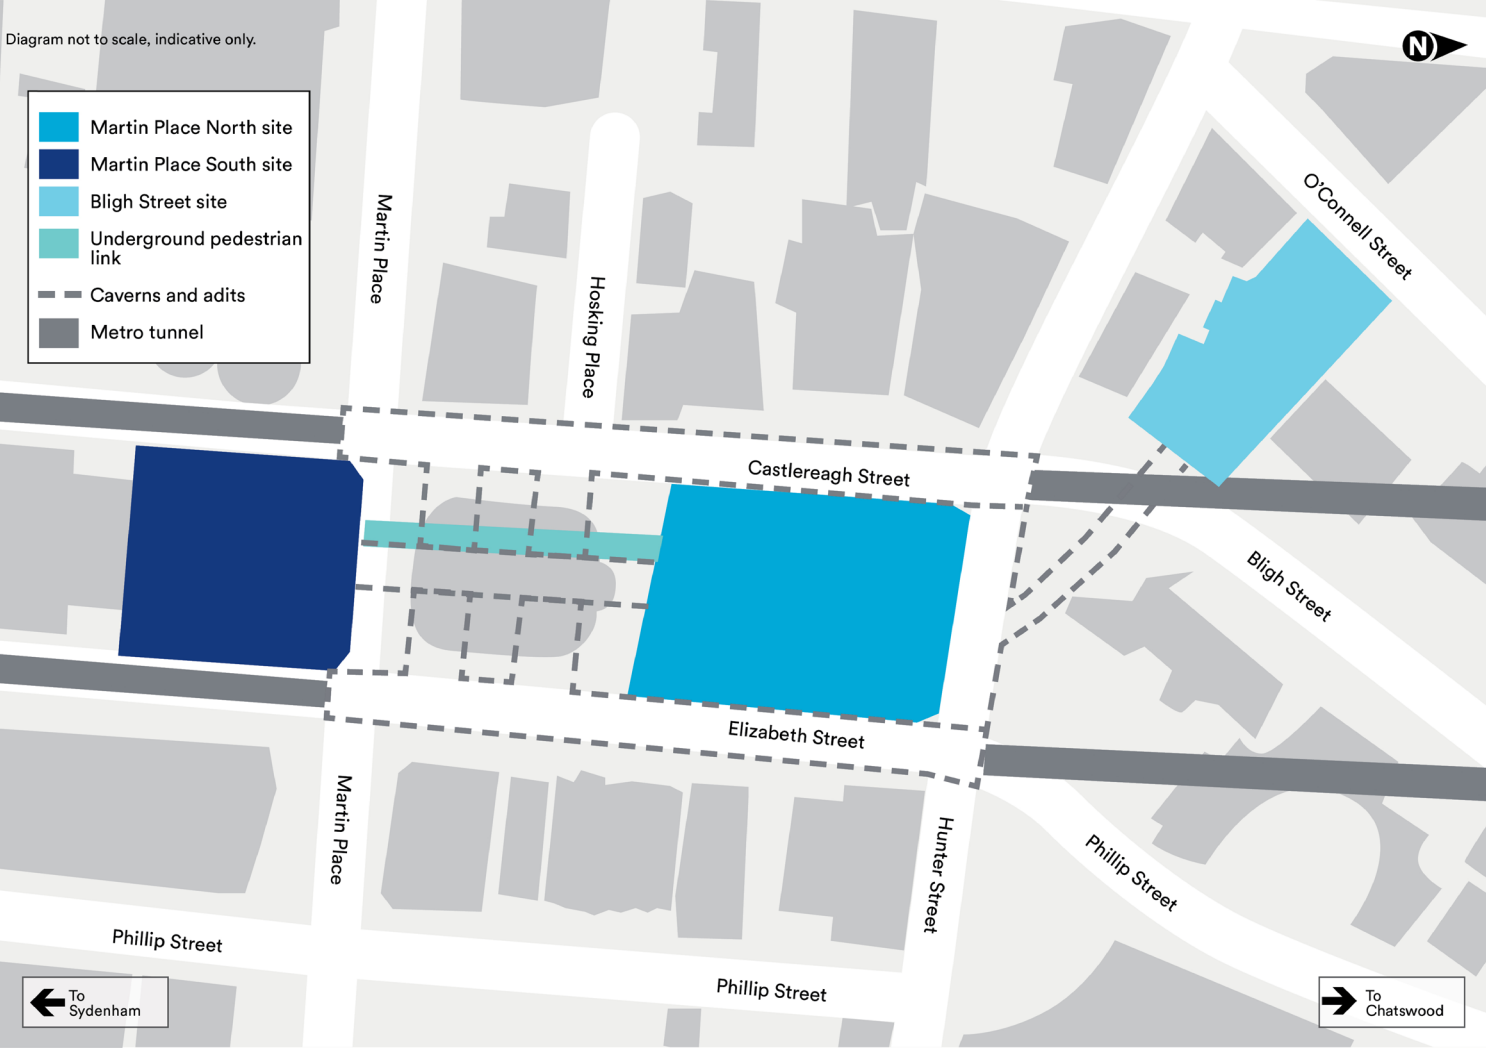 Diagram not to scale, indicative only.
N
Martin Place North site
Martin Place South site
Bligh Street site
Underground pedestrian
link
Caverns and adits
Metro tunnel
Martin Place
Hosking Place
O'Connell Street
Castlereagh Street
Bligh Street
Elizabeth Street
Martin Place
Hunter Street
Phillip Street
Phillip Street
Phillip Street
To
Sydenham
To
Chatswood